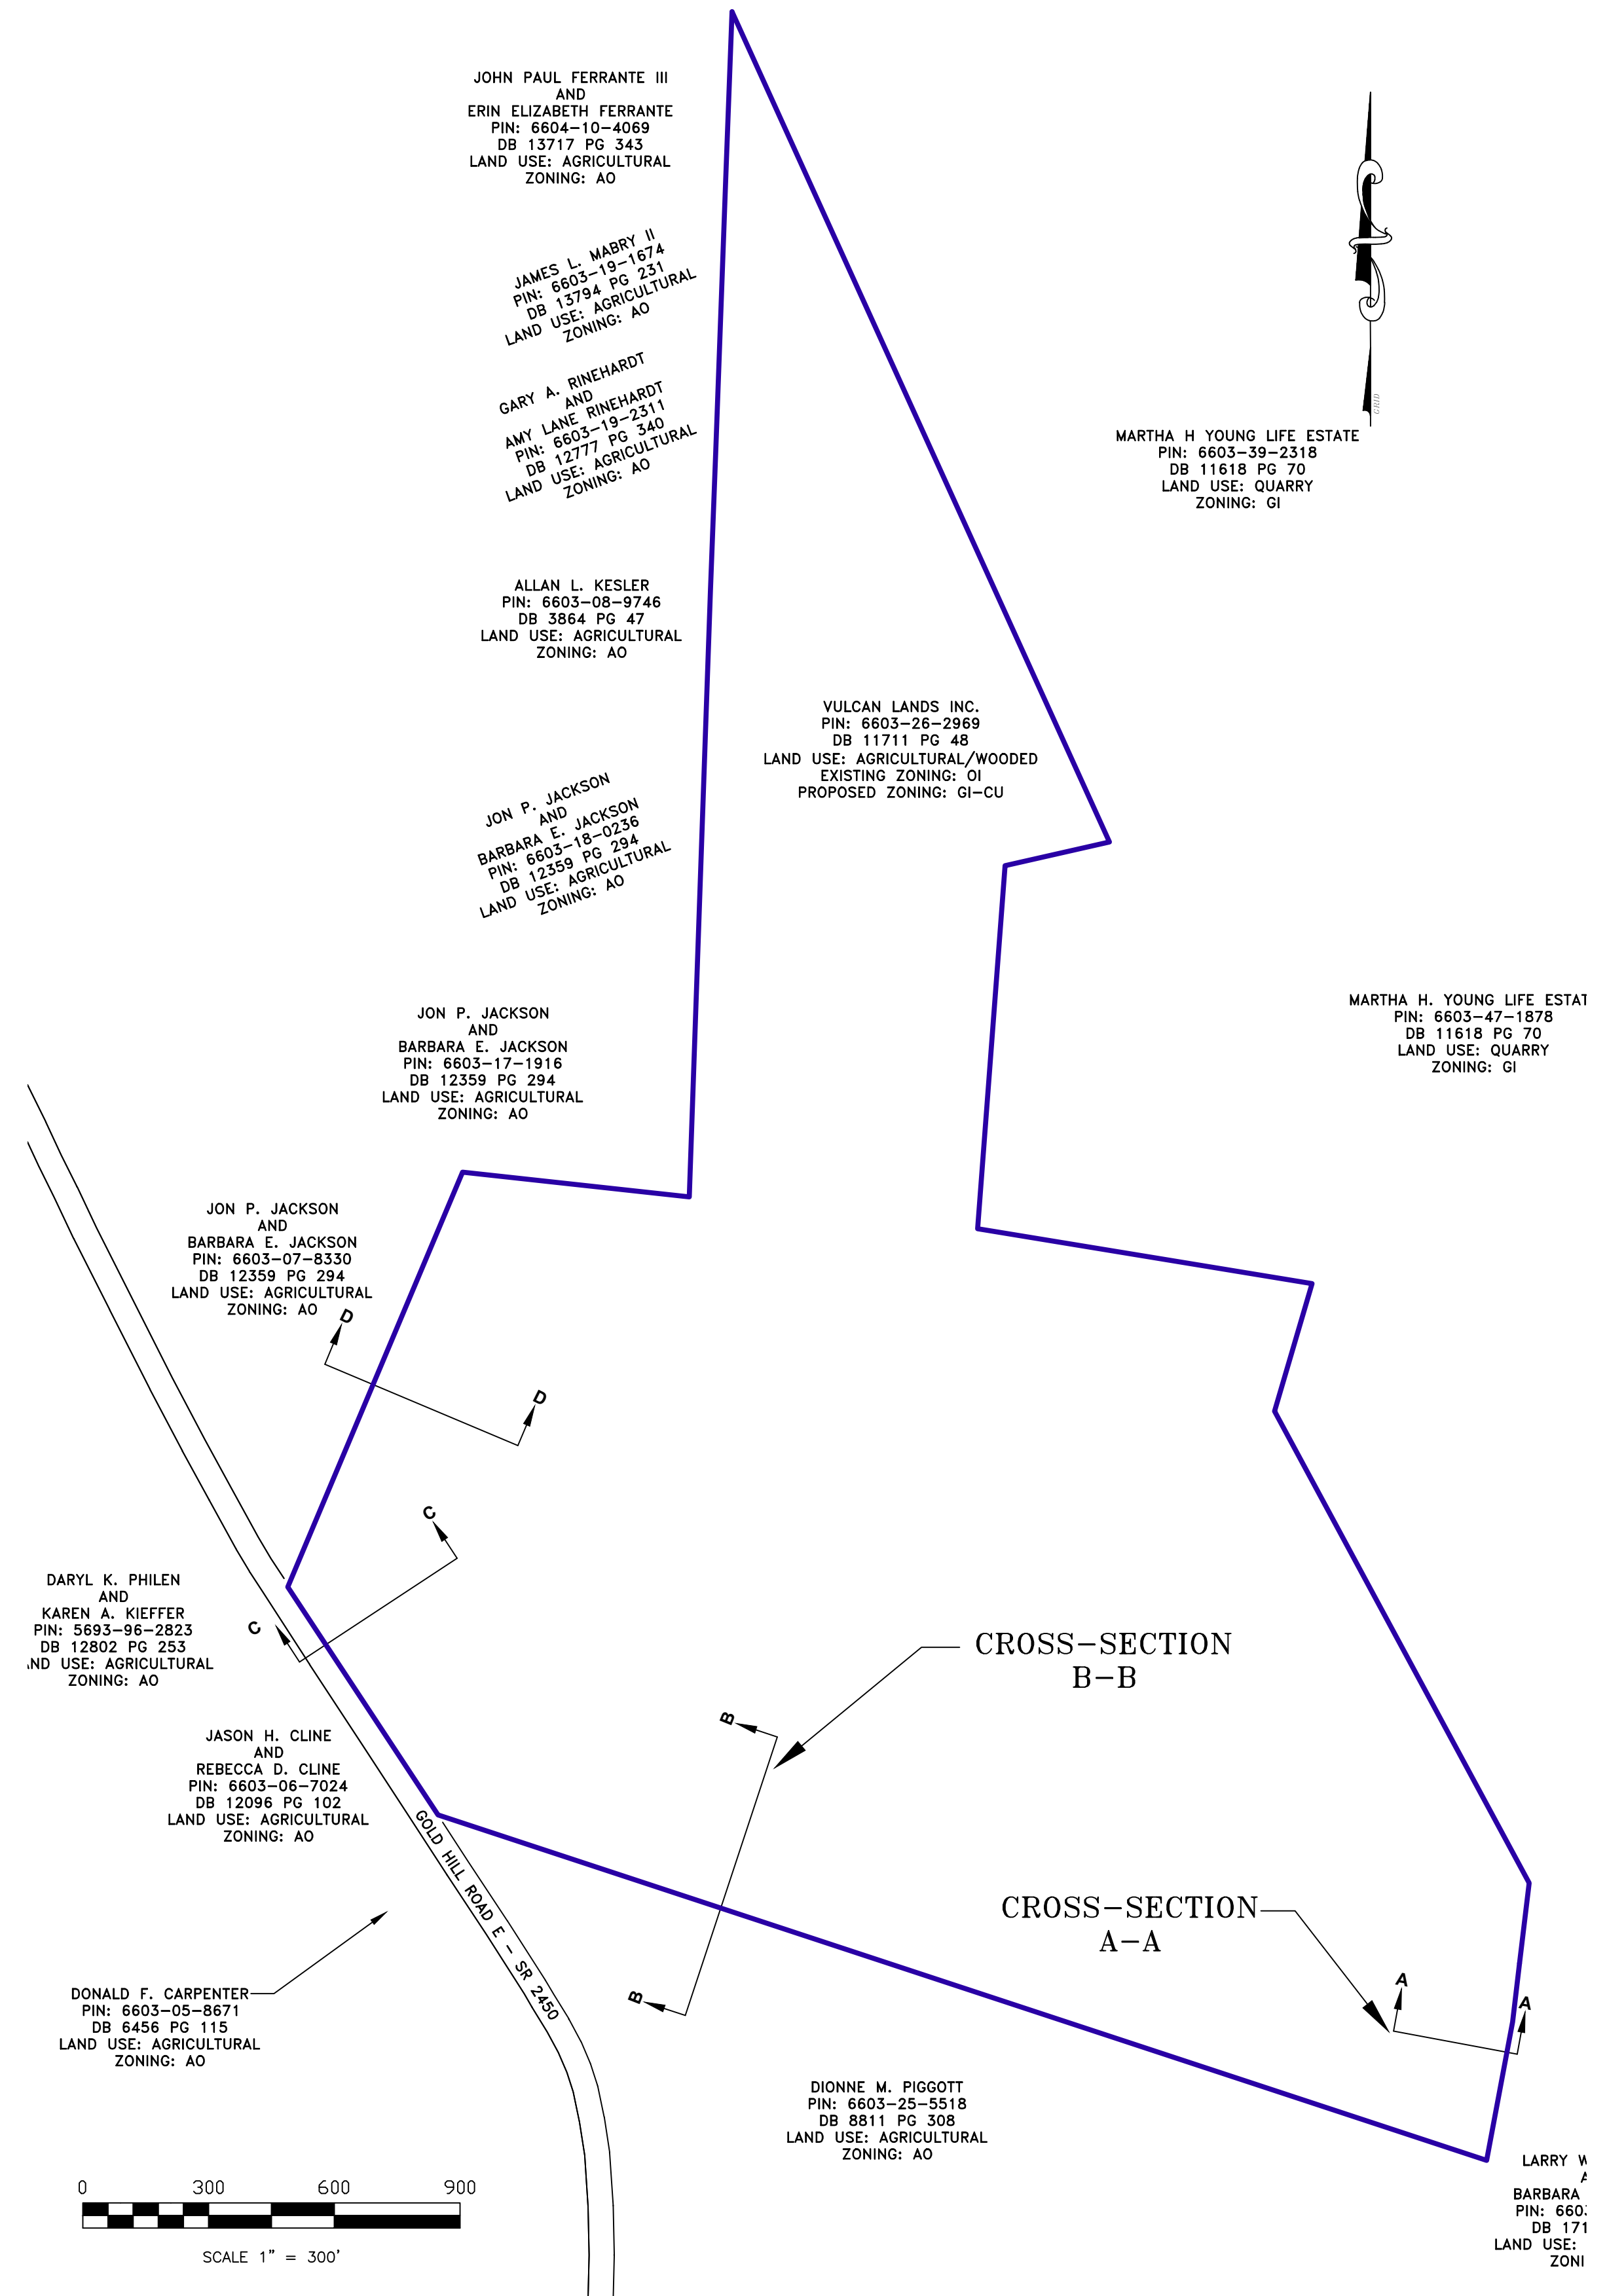 JOHN PAUL FERRANTE III
AND
ERIN ELIZABETH FERRANTE
PIN: 6604-10-4069
DB 13717 PG 343
LAND USE: AGRICULTURAL
ZONING: AO
JAMES L. MABRY II
PIN: 6603-19-1674
DB 13794 PG 231
LAND USE: AGRICULTURAL
ZONING: AO
GARY A. RINEHARDT
AND
AMY LANE RINEHARDT
PIN: 6603-19-2311
DB 12777 PG 340
LAND USE: AGRICULTURAL
ZONING: AO
GRID
MARTHA H YOUNG LIFE ESTATE
PIN: 6603-39-2318
DB 11618 PG 70
LAND USE: QUARRY
ZONING: GI
ALLAN L. KESLER
PIN: 6603-08-9746
DB 3864 PG 47
LAND USE: AGRICULTURAL
ZONING: AO
VULCAN LANDS INC.
PIN: 6603-26-2969
DB 11711 PG 48
LAND USE: AGRICULTURAL/WOODED
EXISTING ZONING: OI
PROPOSED ZONING: GI-CU
JON P. JACKSON
AND
BARBARA E. JACKSON
PIN: 6603-18-0236
DB 12359 PG 294
LAND USE: AGRICULTURAL
ZONING: AO
MARTHA H. YOUNG LIFE ESTAT
PIN: 6603-47-1878
DB 11618 PG 70
LAND USE: QUARRY
ZONING: GI
JON P. JACKSON
AND
BARBARA E. JACKSON
PIN: 6603-17-1916
DB 12359 PG 294
LAND USE: AGRICULTURAL
ZONING: AO
JON P. JACKSON
AND
BARBARA E. JACKSON
PIN: 6603-07-8330
DB 12359 PG 294
LAND USE: AGRICULTURAL
ZONING: AO
D
D
C
C
DARYL K. PHILEN
AND
KAREN A. KIEFFER
PIN: 5693-96-2823
DB 12802 PG 253
ND USE: AGRICULTURAL
ZONING: AO
CROSS-SECTION
B-B
B
B
JASON H. CLINE
AND
REBECCA D. CLINE
PIN: 6603-06-7024
DB 12096 PG 102
LAND USE: AGRICULTURAL
ZONING: AO
GOLD HILL ROAD E - SR 2450
CROSS-SECTION
A-A
A
A
DONALD F. CARPENTER
PIN: 6603-05-8671
DB 6456 PG 115
LAND USE: AGRICULTURAL
ZONING: AO
DIONNE M. PIGGOTT
PIN: 6603-25-5518
DB 8811 PG 308
LAND USE: AGRICULTURAL
ZONING: AO
LARRY W
A
BARBARA
PIN: 660
DB 171
LAND USE:
ZONI
0 300 600 900
SCALE 1" = 300'